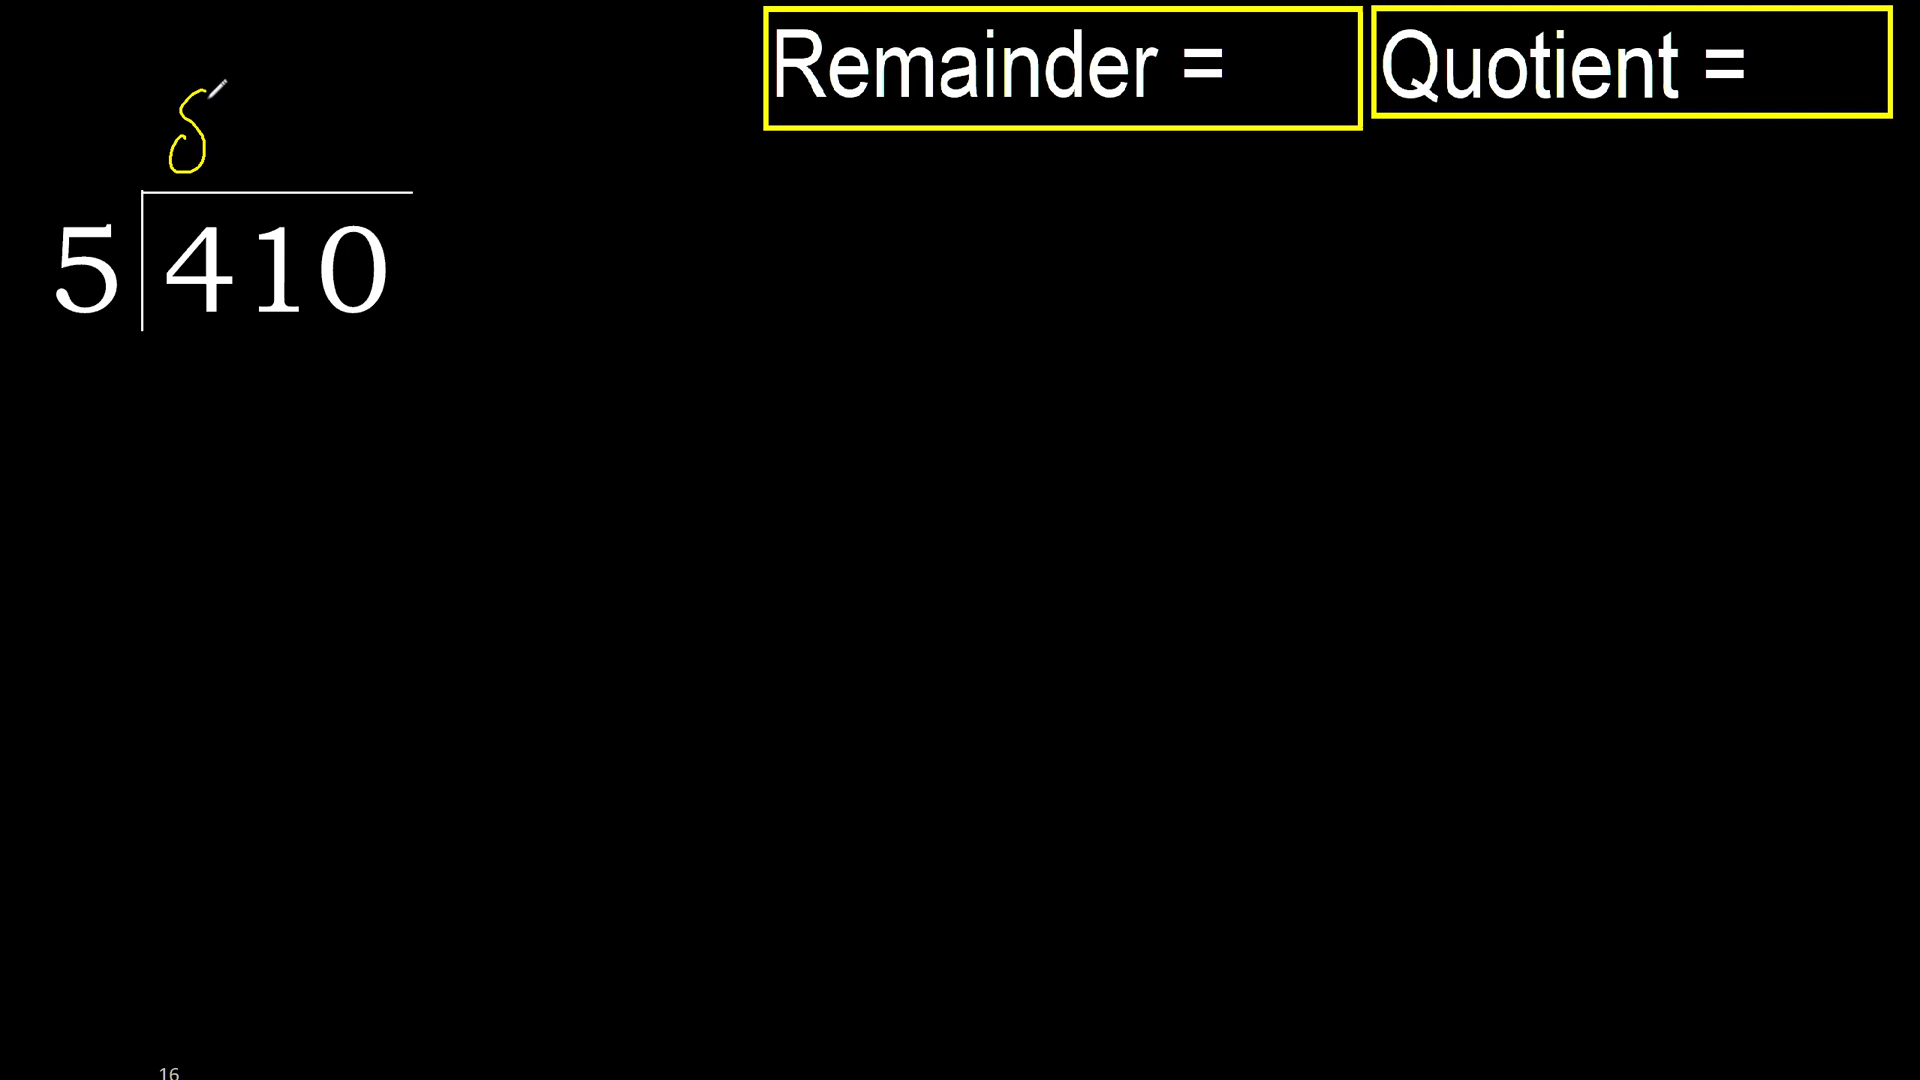 Remainder = Quotient =
8
5 410
16